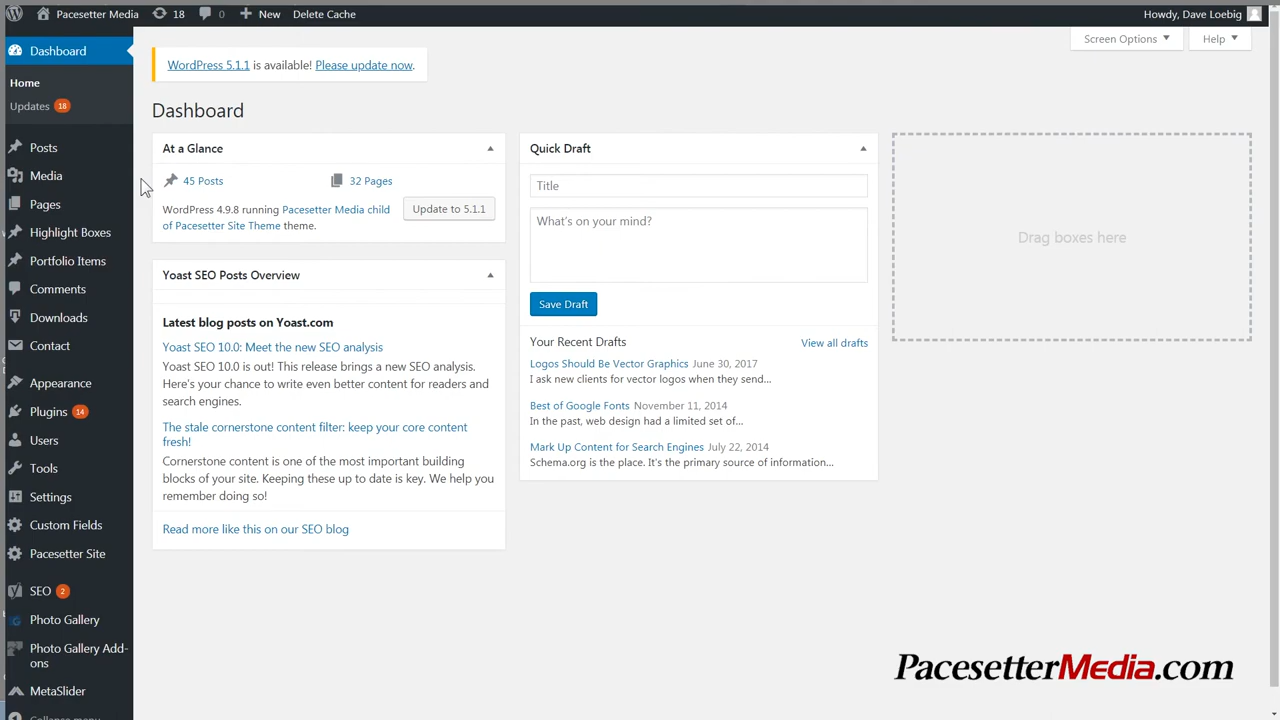 Pacesetter Media 18 0 New Delete Cache Howdy, Dave Loebig
Screen Options Help
Dashboard
Home
Updates 18
Posts
Media
Pages
Highlight Boxes
Portfolio Items
Comments
Downloads
Contact
Appearance
Plugins 14
Users
Tools
Settings
Custom Fields
Pacesetter Site
SEO 2
Photo Gallery
Photo Gallery Add-
ons
MetaSlider
Collapse menu
WordPress 5.1.1 is available! Please update now.
Dashboard
At a Glance
45 Posts 32 Pages
WordPress 4.9.8 running Pacesetter Media child
of Pacesetter Site Theme theme.
Update to 5.1.1
Yoast SEO Posts Overview
Latest blog posts on Yoast.com
Yoast SEO 10.0: Meet the new SEO analysis
Yoast SEO 10.0 is out! This release brings a new SEO analysis.
Here's your chance to write even better content for readers and
search engines.
The stale cornerstone content filter: keep your core content
fresh!
Cornerstone content is one of the most important building
blocks of your site. Keeping these up to date is key. We help you
remember doing so!
Read more like this on our SEO blog
Quick Draft
Title
What's on your mind?
Save Draft
Your Recent Drafts View all drafts
Logos Should Be Vector Graphics June 30, 2017
I ask new clients for vector logos when they send…
Best of Google Fonts November 11, 2014
In the past, web design had a limited set of…
Mark Up Content for Search Engines July 22, 2014
Schema.org is the place. It's the primary source of information…
Drag boxes here
PacesetterMedia.com